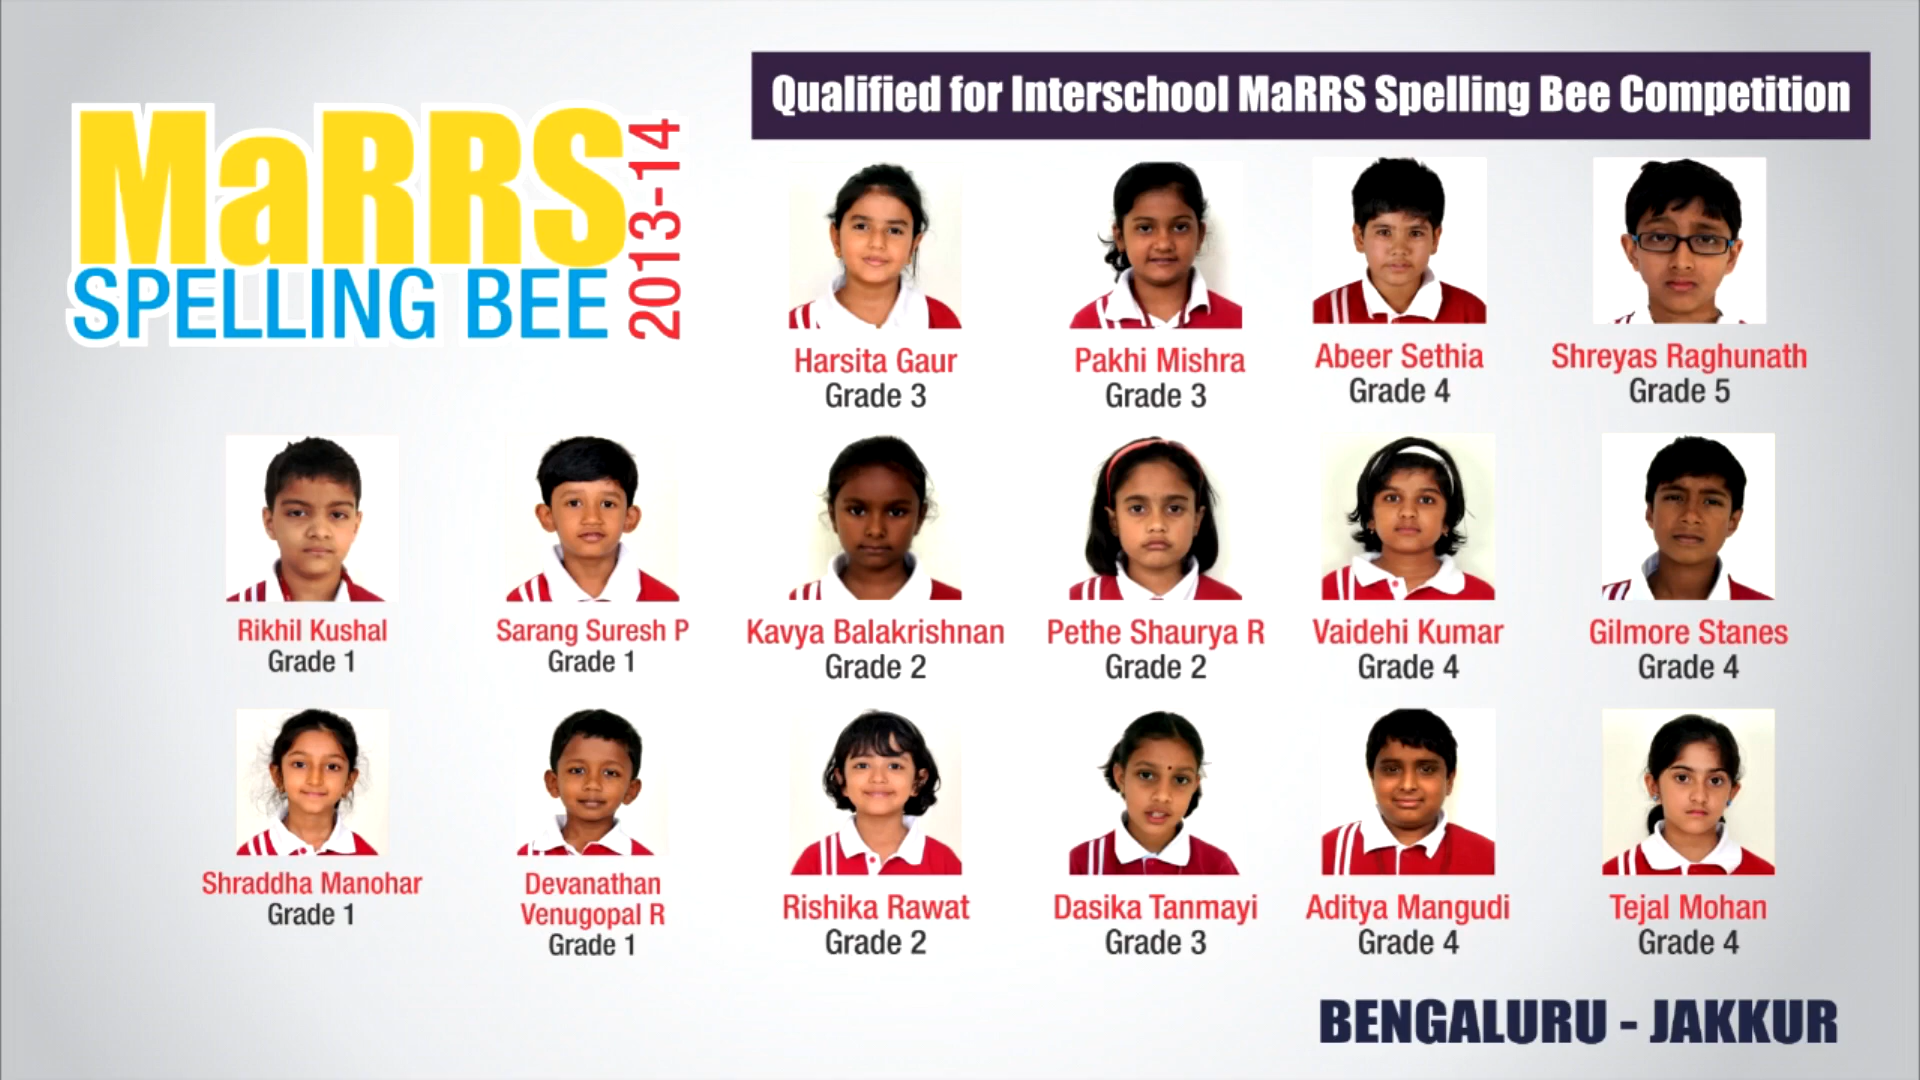 MaRRS
SPELLING BEE
2013-14
Qualified for Interschool MaRRS Spelling Bee Competition
Harsita Gaur
Grade 3
Pakhi Mishra
Grade 3
Abeer Sethia
Grade 4
Shreyas Raghunath
Grade 5
Rikhil Kushal
Grade 1
Sarang Suresh P
Grade 1
Kavya Balakrishnan
Grade 2
Pethe Shaurya R
Grade 2
Vaidehi Kumar
Grade 4
Gilmore Stanes
Grade 4
Shraddha Manohar
Grade 1
Devanathan
Venugopal R
Grade 1
Rishika Rawat
Grade 2
Dasika Tanmayi
Grade 3
Aditya Mangudi
Grade 4
Tejal Mohan
Grade 4
BENGALURU - JAKKUR